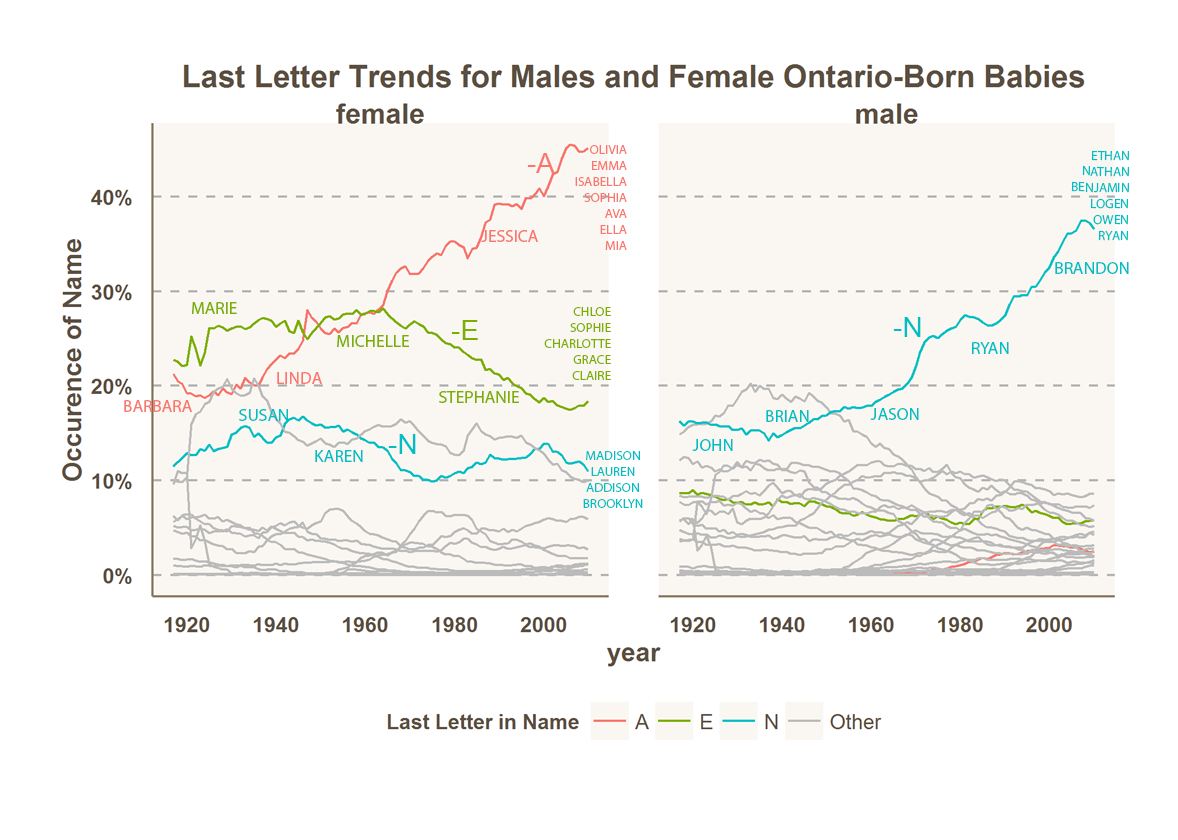 Last Letter Trends for Males and Female Ontario-Born Babies
female
male
Occurence of Name
40%
30%
20%
10%
0%
-A
OLIVIA
EMMA
ISABELLA
SOPHIA
AVA
ELLA
MIA
JESSICA
MARIE
MICHELLE
-E
CHLOE
SOPHIE
CHARLOTTE
GRACE
CLAIRE
LINDA
STEPHANIE
BARBARA
SUSAN
KAREN
-N
MADISON
LAUREN
ADDISON
BROOKLYN
ETHAN
NATHAN
BENJAMIN
LOGEN
OWEN
RYAN
BRANDON
-N
RYAN
BRIAN
JASON
JOHN
1920 1940 1960 1980 2000
1920 1940 1960 1980 2000
year
Last Letter in Name A E N Other